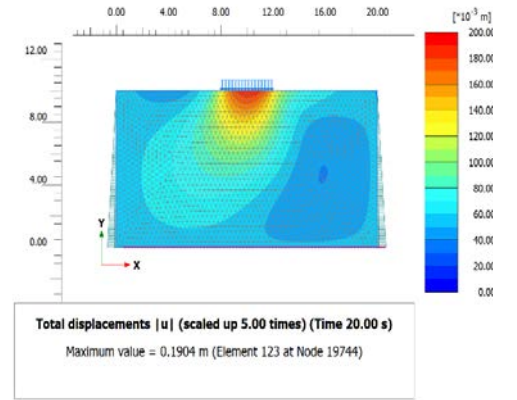 [*10⁻³ m]
0.00 4.00 8.00 12.00 16.00 20.00
12.00
8.00
4.00
0.00
Y
X
200.00
180.00
160.00
140.00
120.00
100.00
80.00
60.00
40.00
20.00
0.00
Total displacements |u| (scaled up 5.00 times) (Time 20.00 s)
Maximum value = 0.1904 m (Element 123 at Node 19744)